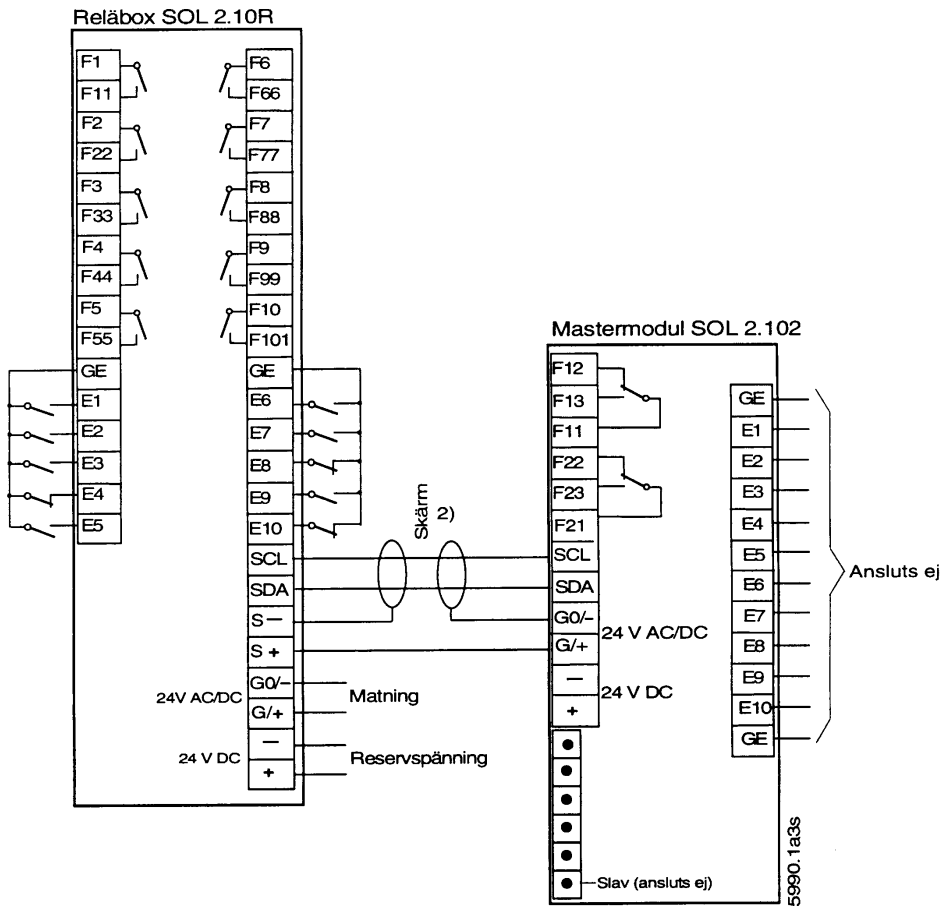 Reläbox SOL 2.10R
F1
F11
F2
F22
F3
F33
F4
F44
F5
F55
GE
E1
E2
E3
E4
E5
F6
F66
F7
F77
F8
F88
F9
F99
F10
F101
GE
E6
E7
E8
E9
E10
SCL
SDA
S —
S +
24V AC/DC
G0/-
G/+
Matning
24 V DC
—
+
Reservspänning
Skärm
2)
Mastermodul SOL 2.102
F12
F13
F11
F22
F23
F21
SCL
SDA
G0/-
G/+
24 V AC/DC
—
+
24 V DC
Slav (ansluts ej)
GE
E1
E2
E3
E4
E5
E6
E7
E8
E9
E10
GE
Ansluts ej
5990.1a3s